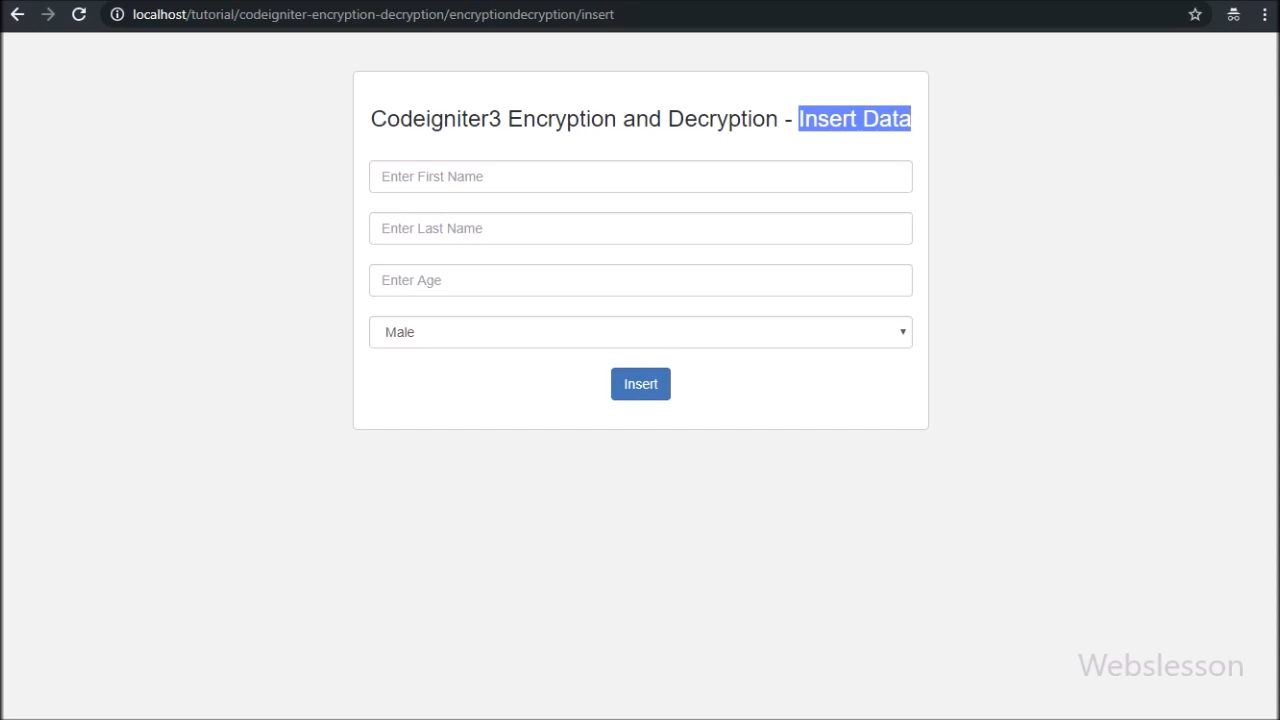 localhost/tutorial/codeigniter-encryption-decryption/encryptiondecryption/insert
Codeigniter3 Encryption and Decryption - Insert Data
Enter First Name
Enter Last Name
Enter Age
Male
Insert
Webslesson